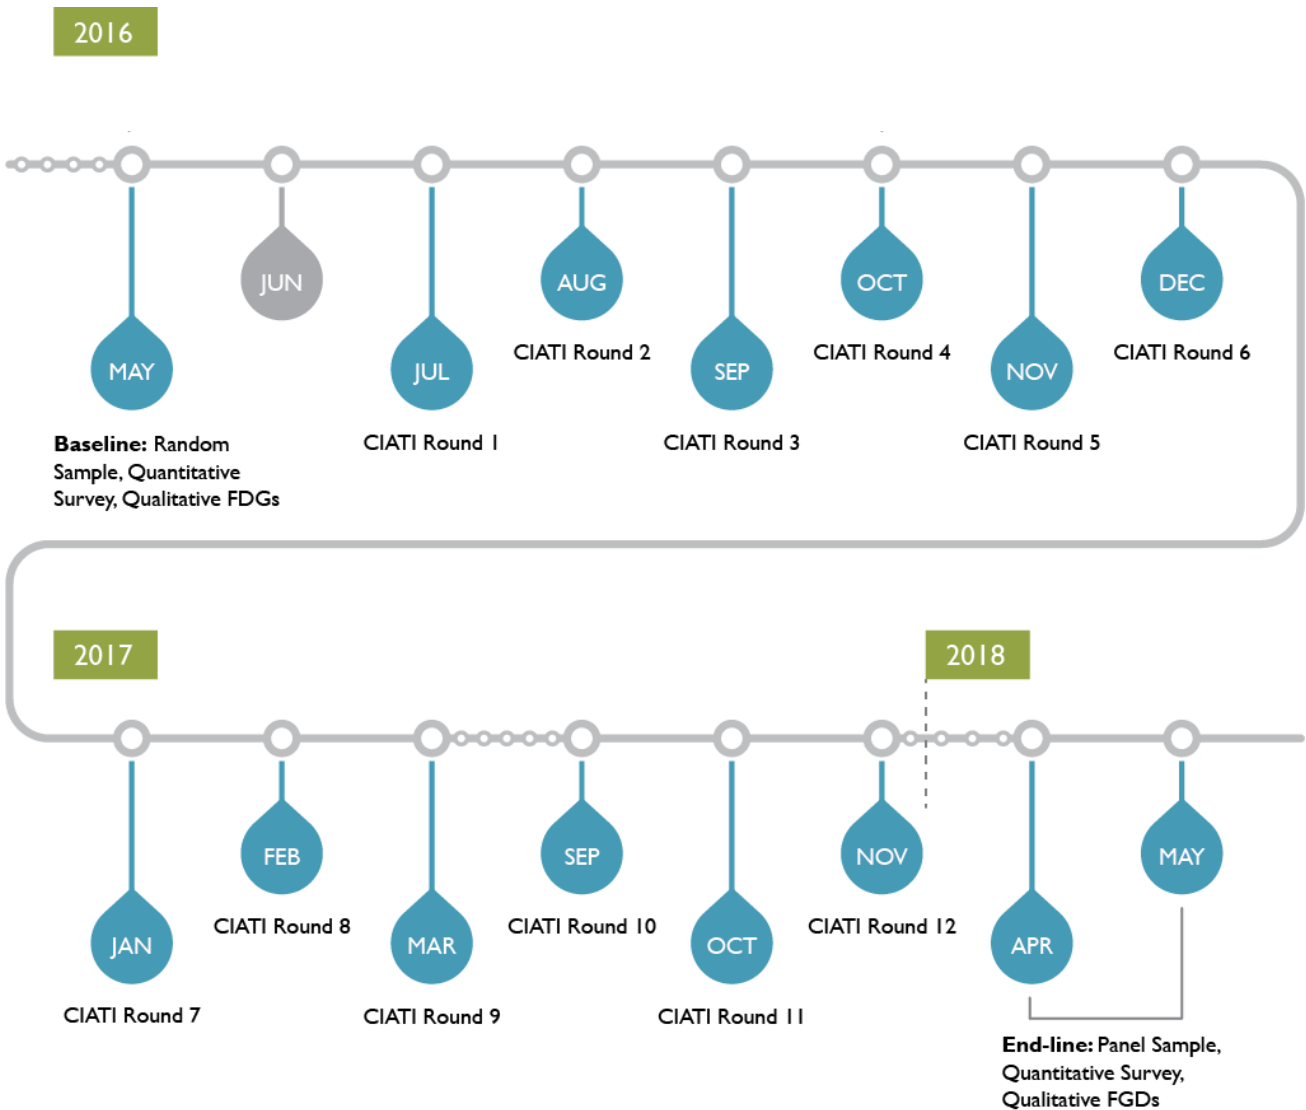 2016
MAY
JUN
JUL
AUG
SEP
OCT
NOV
DEC
Baseline: Random
Sample, Quantitative
Survey, Qualitative FDGs
CIATI Round 1
CIATI Round 2
CIATI Round 3
CIATI Round 4
CIATI Round 5
CIATI Round 6
2017
2018
JAN
FEB
MAR
SEP
OCT
NOV
APR
MAY
CIATI Round 7
CIATI Round 8
CIATI Round 9
CIATI Round 10
CIATI Round 11
CIATI Round 12
End-line: Panel Sample,
Quantitative Survey,
Qualitative FGDs